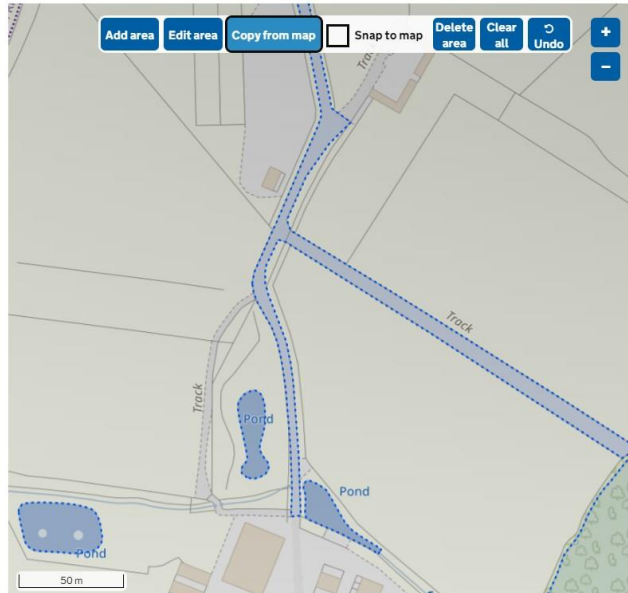 Add area
Edit area
Copy from map
Snap to map
Delete area
Clear all
Undo
+
−
Track
Track
Pond
Pond
Pond
50 m